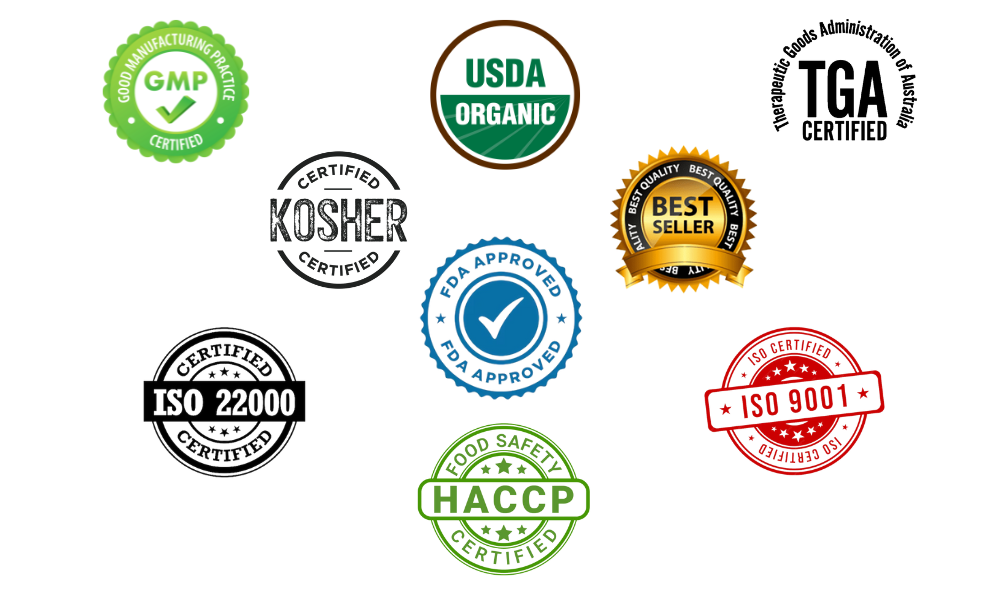 GOOD MANUFACTURING PRACTICE
GMP
CERTIFIED
USDA
ORGANIC
Therapeutic Goods Administration of Australia
TGA
CERTIFIED
CERTIFIED
KOSHER
CERTIFIED
BEST QUALITY BEST QUALITY BEST
BEST
SELLER
ALITY BEST QUALITY
FDA APPROVED
FDA APPROVED
CERTIFIED
ISO 22000
CERTIFIED
ISO CERTIFIED
ISO 9001
ISO CERTIFIED
FOOD SAFETY
HACCP
CERTIFIED